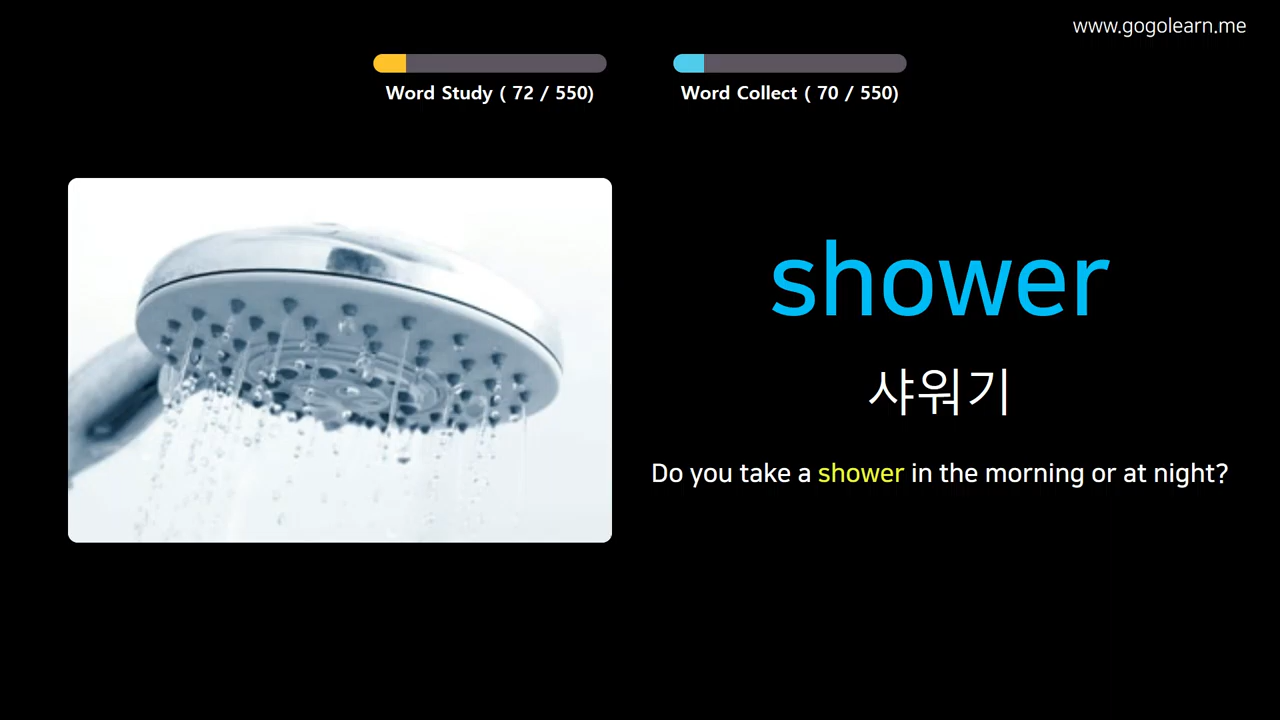 www.gogolearn.me
Word Study ( 72 / 550)
Word Collect ( 70 / 550)
shower
샤워기
Do you take a shower in the morning or at night?